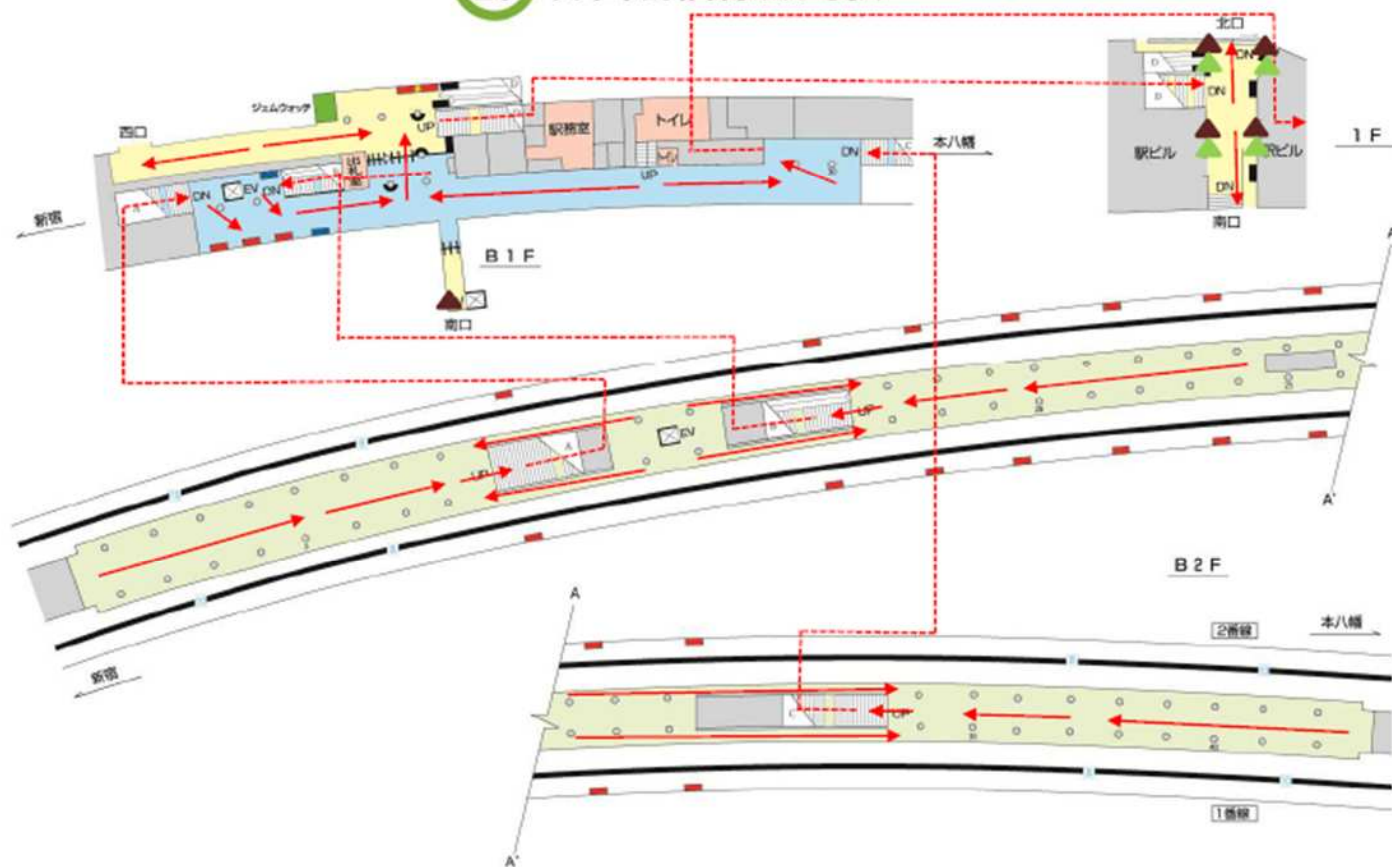 北口
DN
D
D
DN
1F
駅ビル
駅ビル
DN
南口
ジェムウォッチ
西口
UP
駅務室
トイレ
本八幡
DN
C
UP
EV
DN
DN
A
新宿
B1F
南口
A
EV
UP
B
A
UP
A'
新宿
B2F
A
2番線
本八幡
C
UP
1番線
A'